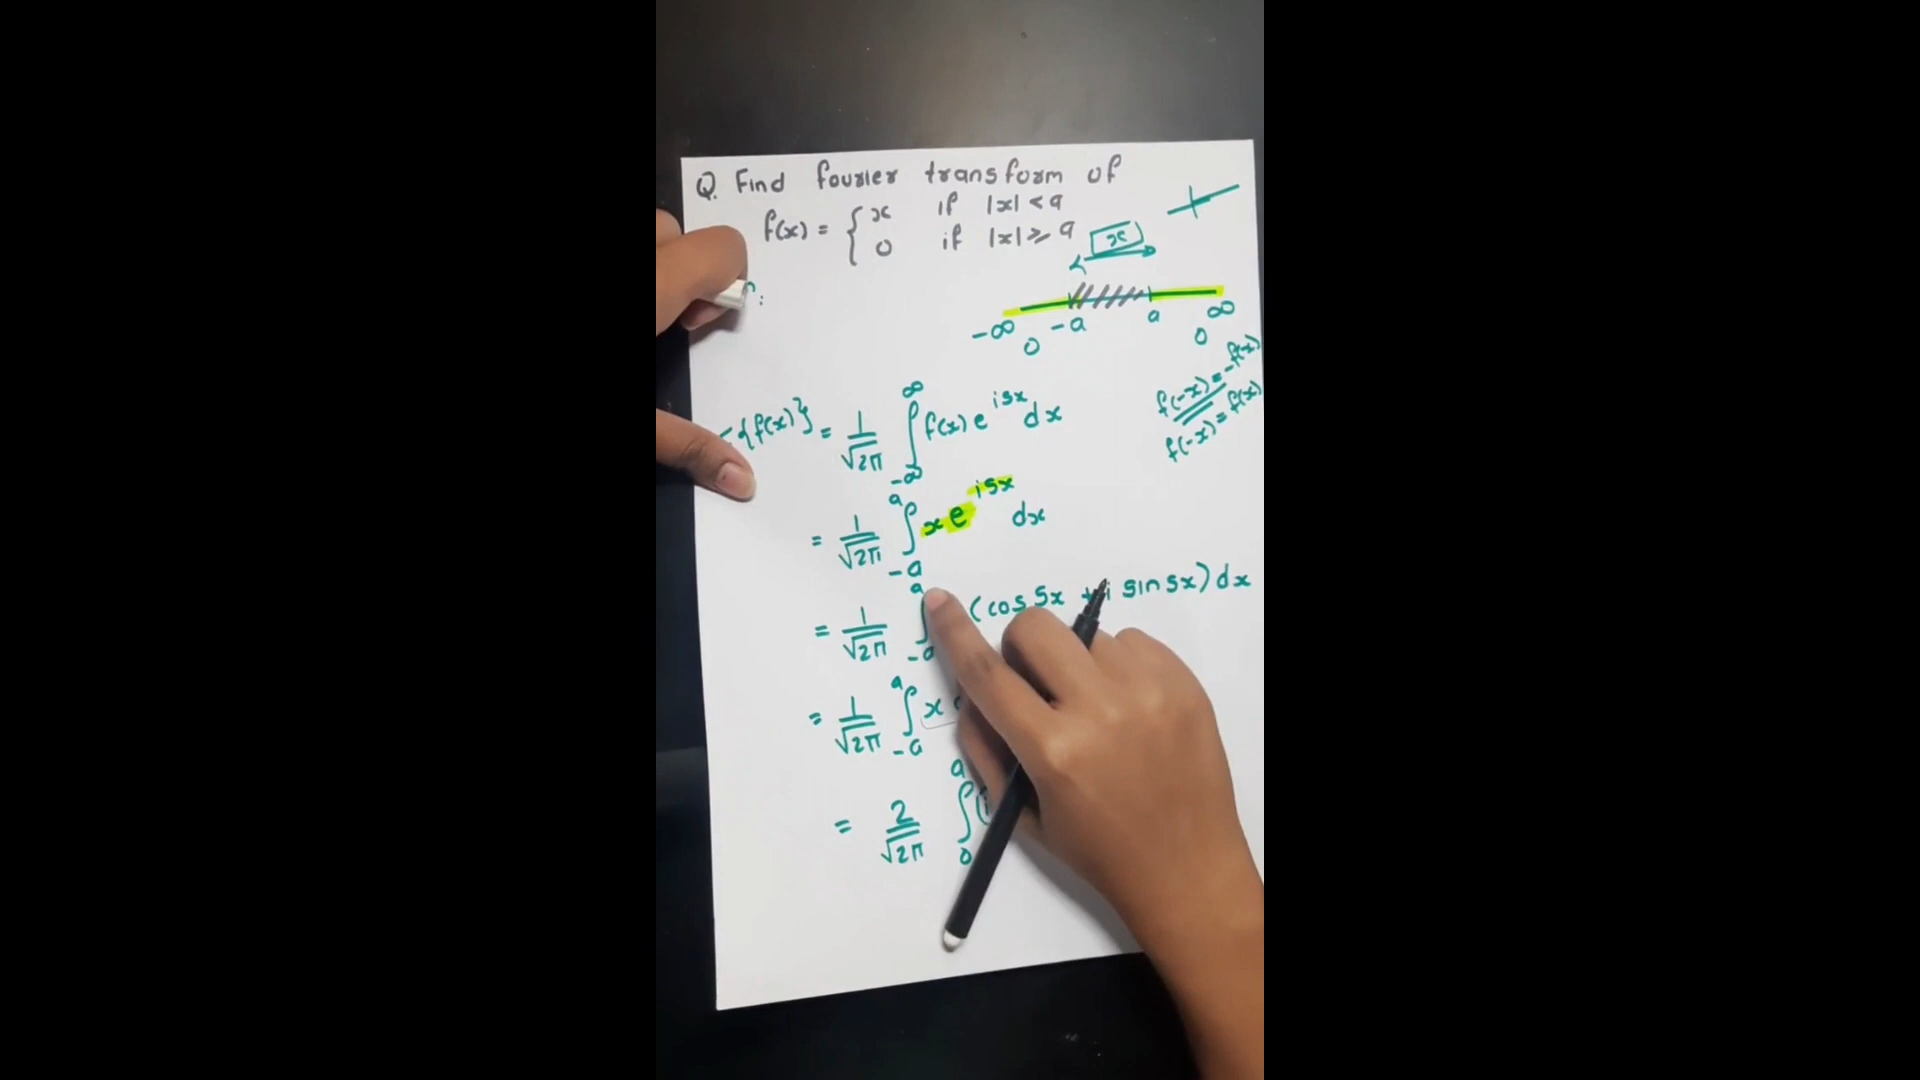 Q. Find fourier transform of
f(x) = { x if |x| < a
0 if |x| ≥ a
x
-∞ -a a ∞
0 0
f(-x) = -f(x)
f(-x) = f(x)
{f(x)} = 1/√2π ∫_{-∞}^{∞} f(x) e^{isx} dx
= 1/√2π ∫_{-a}^{a} x e^{isx} dx
= 1/√2π ∫_{-a}^{a} (cos sx + i sin sx) dx
= 1/√2π ∫_{-a}^{a} x
= 2/√2π ∫_{0}^{a} (i